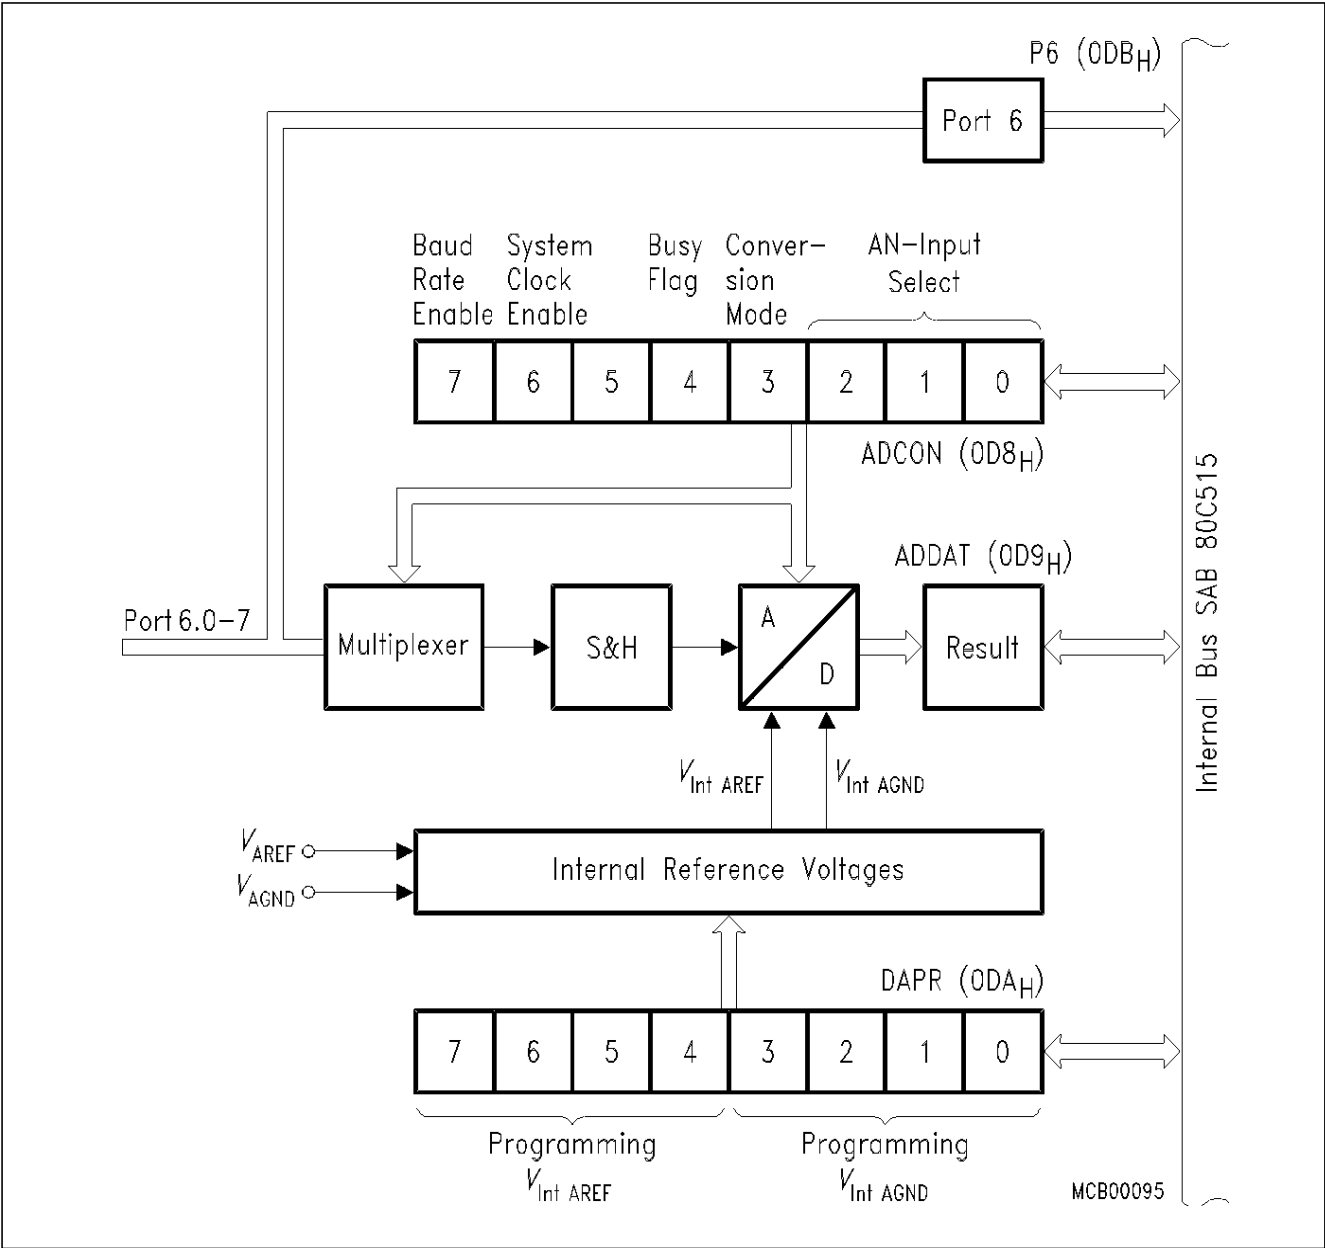 P6 (0DBH)
Port 6
Baud Rate Enable
System Clock Enable
Busy Flag
Conver-
sion
Mode
AN-Input
Select
7 6 5 4 3 2 1 0
ADCON (0D8H)
ADDAT (0D9H)
Port 6.0-7
Multiplexer
S&H
A
D
Result
Internal Bus SAB 80C515
VInt AREF
VInt AGND
VAREF
VAGND
Internal Reference Voltages
DAPR (0DAH)
7 6 5 4 3 2 1 0
Programming
VInt AREF
Programming
VInt AGND
MCB00095